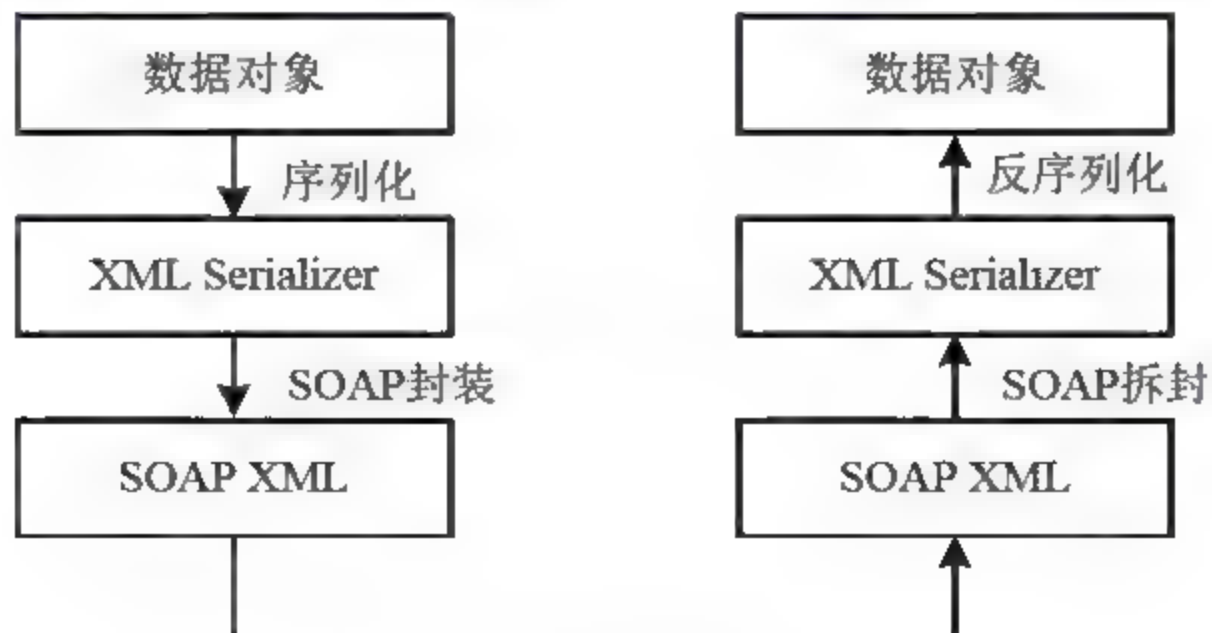 数据对象
数据对象
序列化
反序列化
XML Serializer
XML Serializer
SOAP封装
SOAP拆封
SOAP XML
SOAP XML